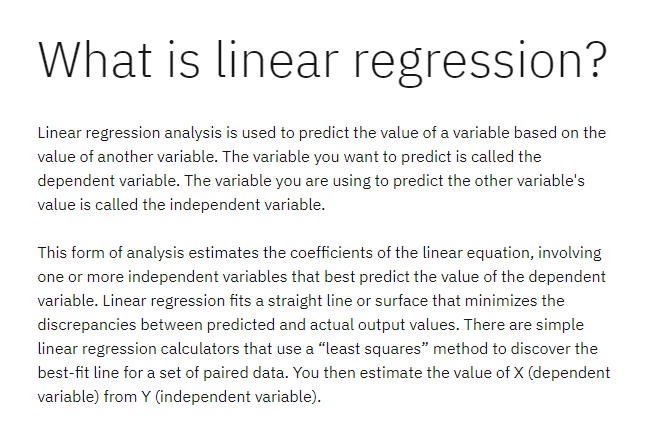 What is linear regression?
Linear regression analysis is used to predict the value of a variable based on the
value of another variable. The variable you want to predict is called the
dependent variable. The variable you are using to predict the other variable's
value is called the independent variable.
This form of analysis estimates the coefficients of the linear equation, involving
one or more independent variables that best predict the value of the dependent
variable. Linear regression fits a straight line or surface that minimizes the
discrepancies between predicted and actual output values. There are simple
linear regression calculators that use a “least squares” method to discover the
best-fit line for a set of paired data. You then estimate the value of X (dependent
variable) from Y (independent variable).